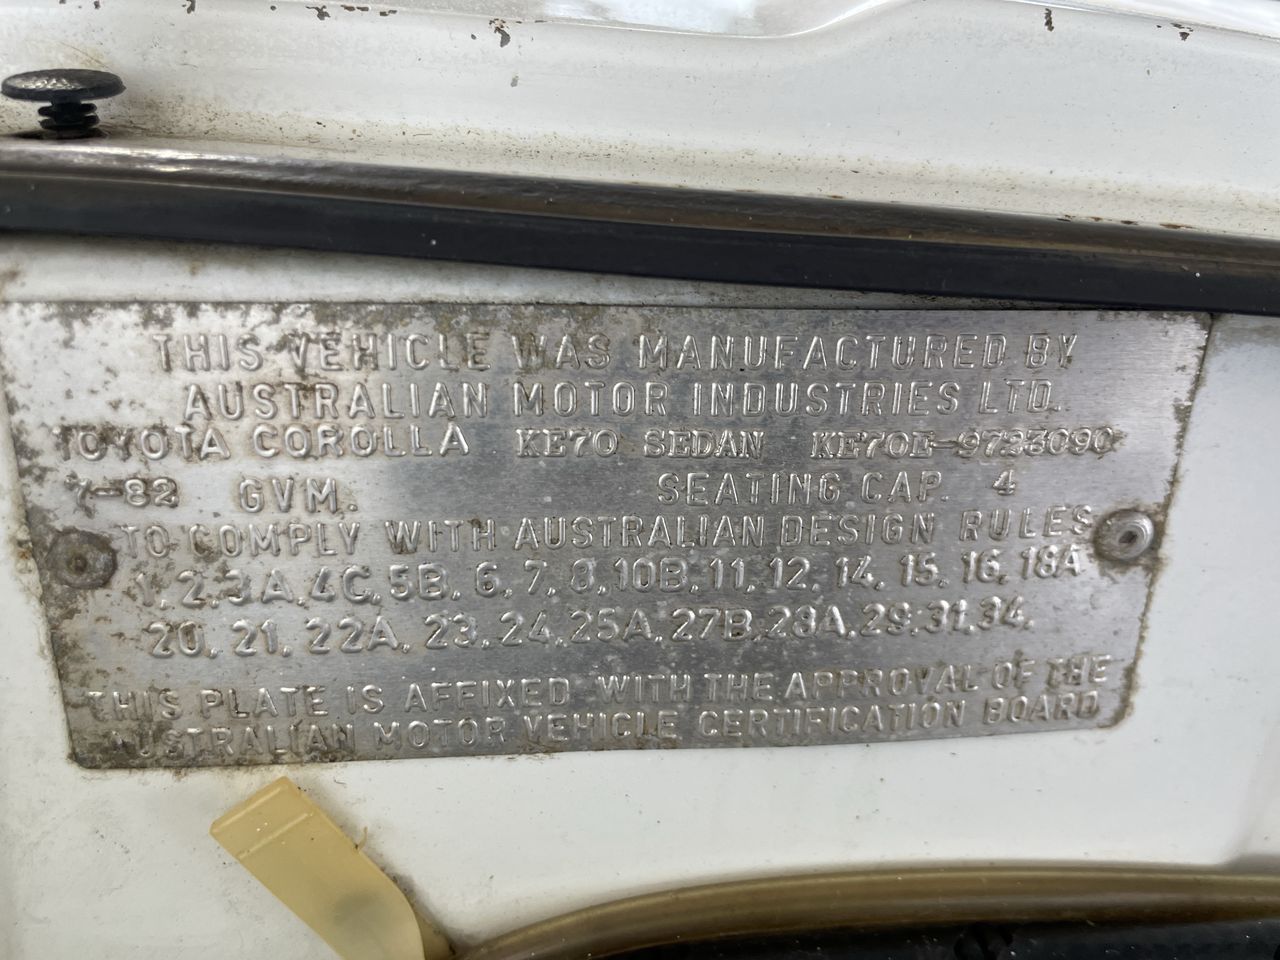 THIS VEHICLE WAS MANUFACTURED BY
AUSTRALIAN MOTOR INDUSTRIES LTD.
TOYOTA COROLLA KE70 SEDAN KE70E-9723090
7-82 GVM. SEATING CAP. 4
TO COMPLY WITH AUSTRALIAN DESIGN RULES
1, 2, 3A, 4C, 5B, 6, 7, 8, 10B, 11, 12, 14, 15, 16, 18A
20, 21, 22A, 23, 24, 25A, 27B, 28A, 29, 31, 34.
THIS PLATE IS AFFIXED WITH THE APPROVAL OF THE
AUSTRALIAN MOTOR VEHICLE CERTIFICATION BOARD